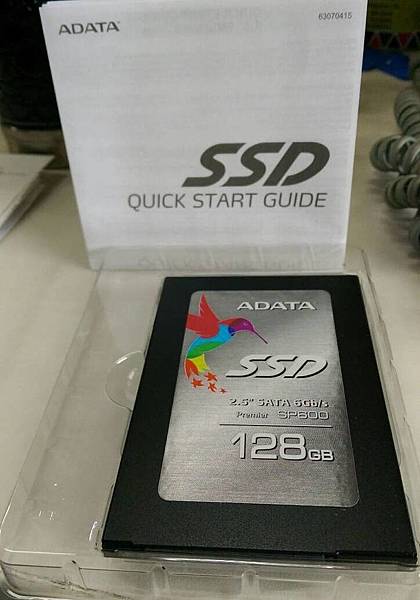 ADATA
63070415
SSD
QUICK START GUIDE
ADATA
SSD
2.5" SATA 6Gb/s
Premier SP600
128GB